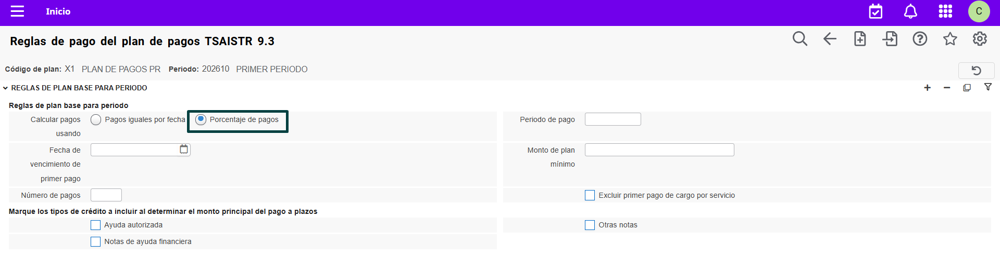 Inicio
C
Reglas de pago del plan de pagos TSAISTR 9.3
Código de plan: X1 PLAN DE PAGOS PR Periodo: 202610 PRIMER PERIODO
REGLAS DE PLAN BASE PARA PERIODO
Reglas de plan base para periodo
Calcular pagos
usando
Pagos iguales por fecha
Porcentaje de pagos
Periodo de pago
Fecha de
vencimiento de
primer pago
Monto de plan
mínimo
Número de pagos
Excluir primer pago de cargo por servicio
Marque los tipos de crédito a incluir al determinar el monto principal del pago a plazos
Ayuda autorizada
Otras notas
Notas de ayuda financiera